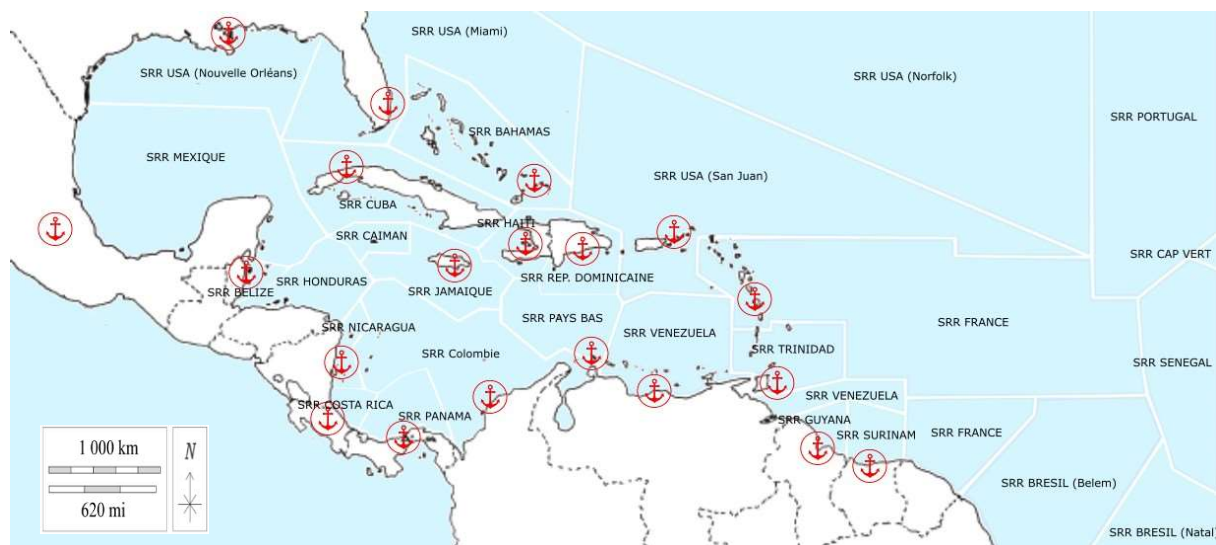 SRR USA (Miami)
SRR USA (Nouvelle Orléans)
SRR USA (Norfolk)
SRR PORTUGAL
SRR BAHAMAS
SRR MEXIQUE
SRR USA (San Juan)
SRR CUBA
SRR HAITI
SRR CAIMAN
SRR CAP VERT
SRR REP. DOMINICAINE
SRR HONDURAS
SRR BELIZE
SRR JAMAIQUE
SRR PAYS BAS
SRR FRANCE
SRR NICARAGUA
SRR VENEZUELA
SRR TRINIDAD
SRR Colombie
SRR SENEGAL
SRR VENEZUELA
SRR COSTA RICA
SRR PANAMA
SRR GUYANA
SRR SURINAM
SRR FRANCE
1 000 km
N
620 mi
SRR BRESIL (Belem)
SRR BRESIL (Natal)